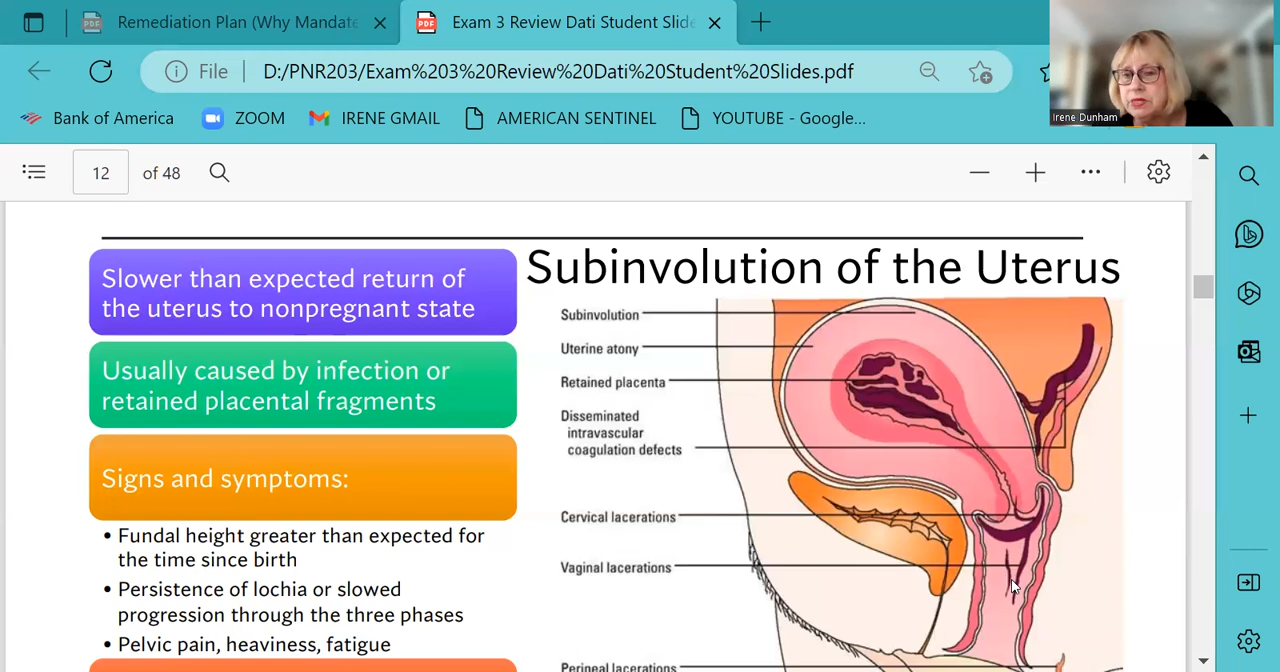 Remediation Plan (Why Mandate
Exam 3 Review Dati Student Slide
File
D:/PNR203/Exam%203%20Review%20Dati%20Student%20Slides.pdf
Bank of America
ZOOM
IRENE GMAIL
AMERICAN SENTINEL
YOUTUBE - Google...
Irene Dunham
12
of 48
Subinvolution of the Uterus
Slower than expected return of
the uterus to nonpregnant state
Usually caused by infection or
retained placental fragments
Signs and symptoms:
• Fundal height greater than expected for
the time since birth
• Persistence of lochia or slowed
progression through the three phases
• Pelvic pain, heaviness, fatigue
Subinvolution
Uterine atony
Retained placenta
Disseminated
intravascular
coagulation defects
Cervical lacerations
Vaginal lacerations
Perineal lacerations